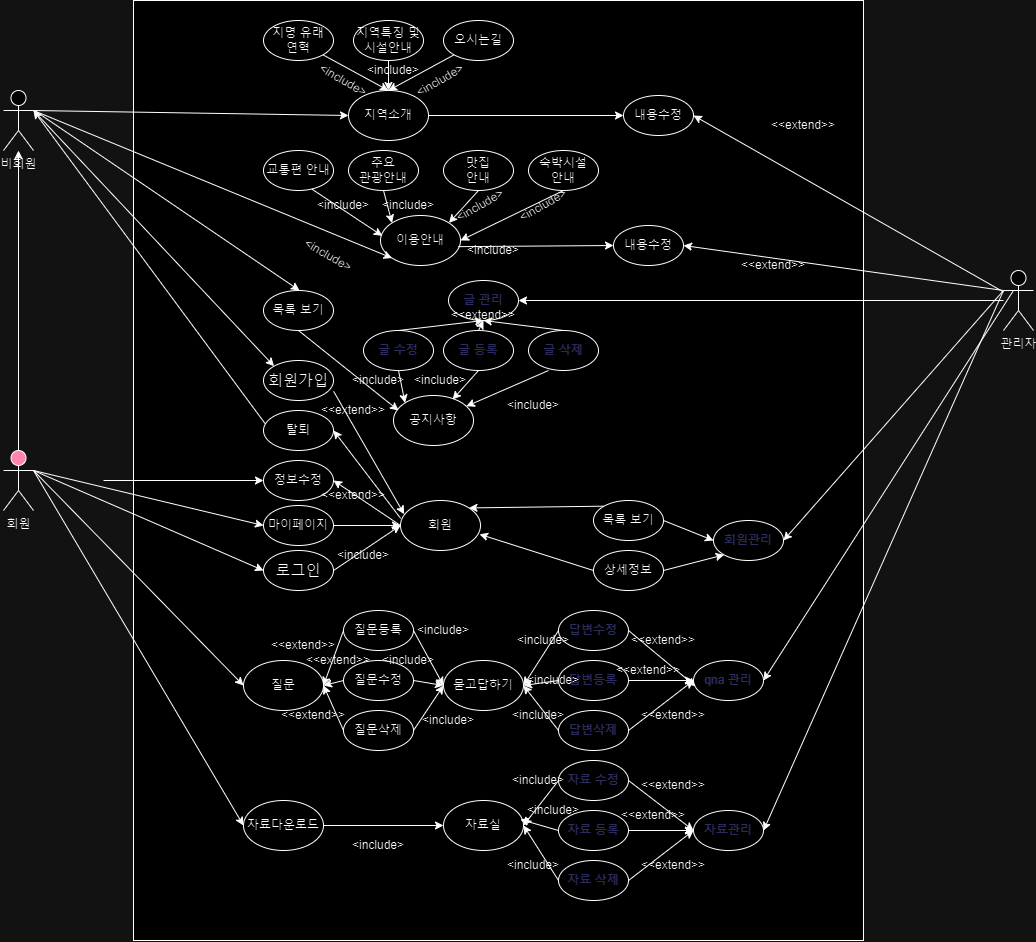 지명 유래
연혁
지역특징 및
시설안내
오시는길
<include>
<include>
<include>
지역소개
내용수정
<<extend>>
비회원
교통편 안내
주요
관광안내
맛집
안내
숙박시설
안내
<include>
<include>
<include>
<include>
이용안내
<include>
내용수정
<include>
<<extend>>
목록 보기
글 관리
<<extend>>
관리자
글 수정
글 등록
글 삭제
회원가입
<include>
<include>
<include>
<<extend>>
공지사항
탈퇴
정보수정
<<extend>>
회원
마이페이지
회원
목록 보기
회원관리
<include>
로그인
상세정보
질문등록
<include>
<<extend>>
<<extend>>
<include>
질문
질문수정
묻고답하기
<<extend>>
질문삭제
<include>
답변수정
<include>
<<extend>>
<<extend>>
<include>
답변등록
qna 관리
<include>
답변삭제
<<extend>>
자료 수정
<include>
<<extend>>
<include>
<<extend>>
자료다운로드
자료실
자료 등록
자료관리
<include>
<include>
자료 삭제
<<extend>>